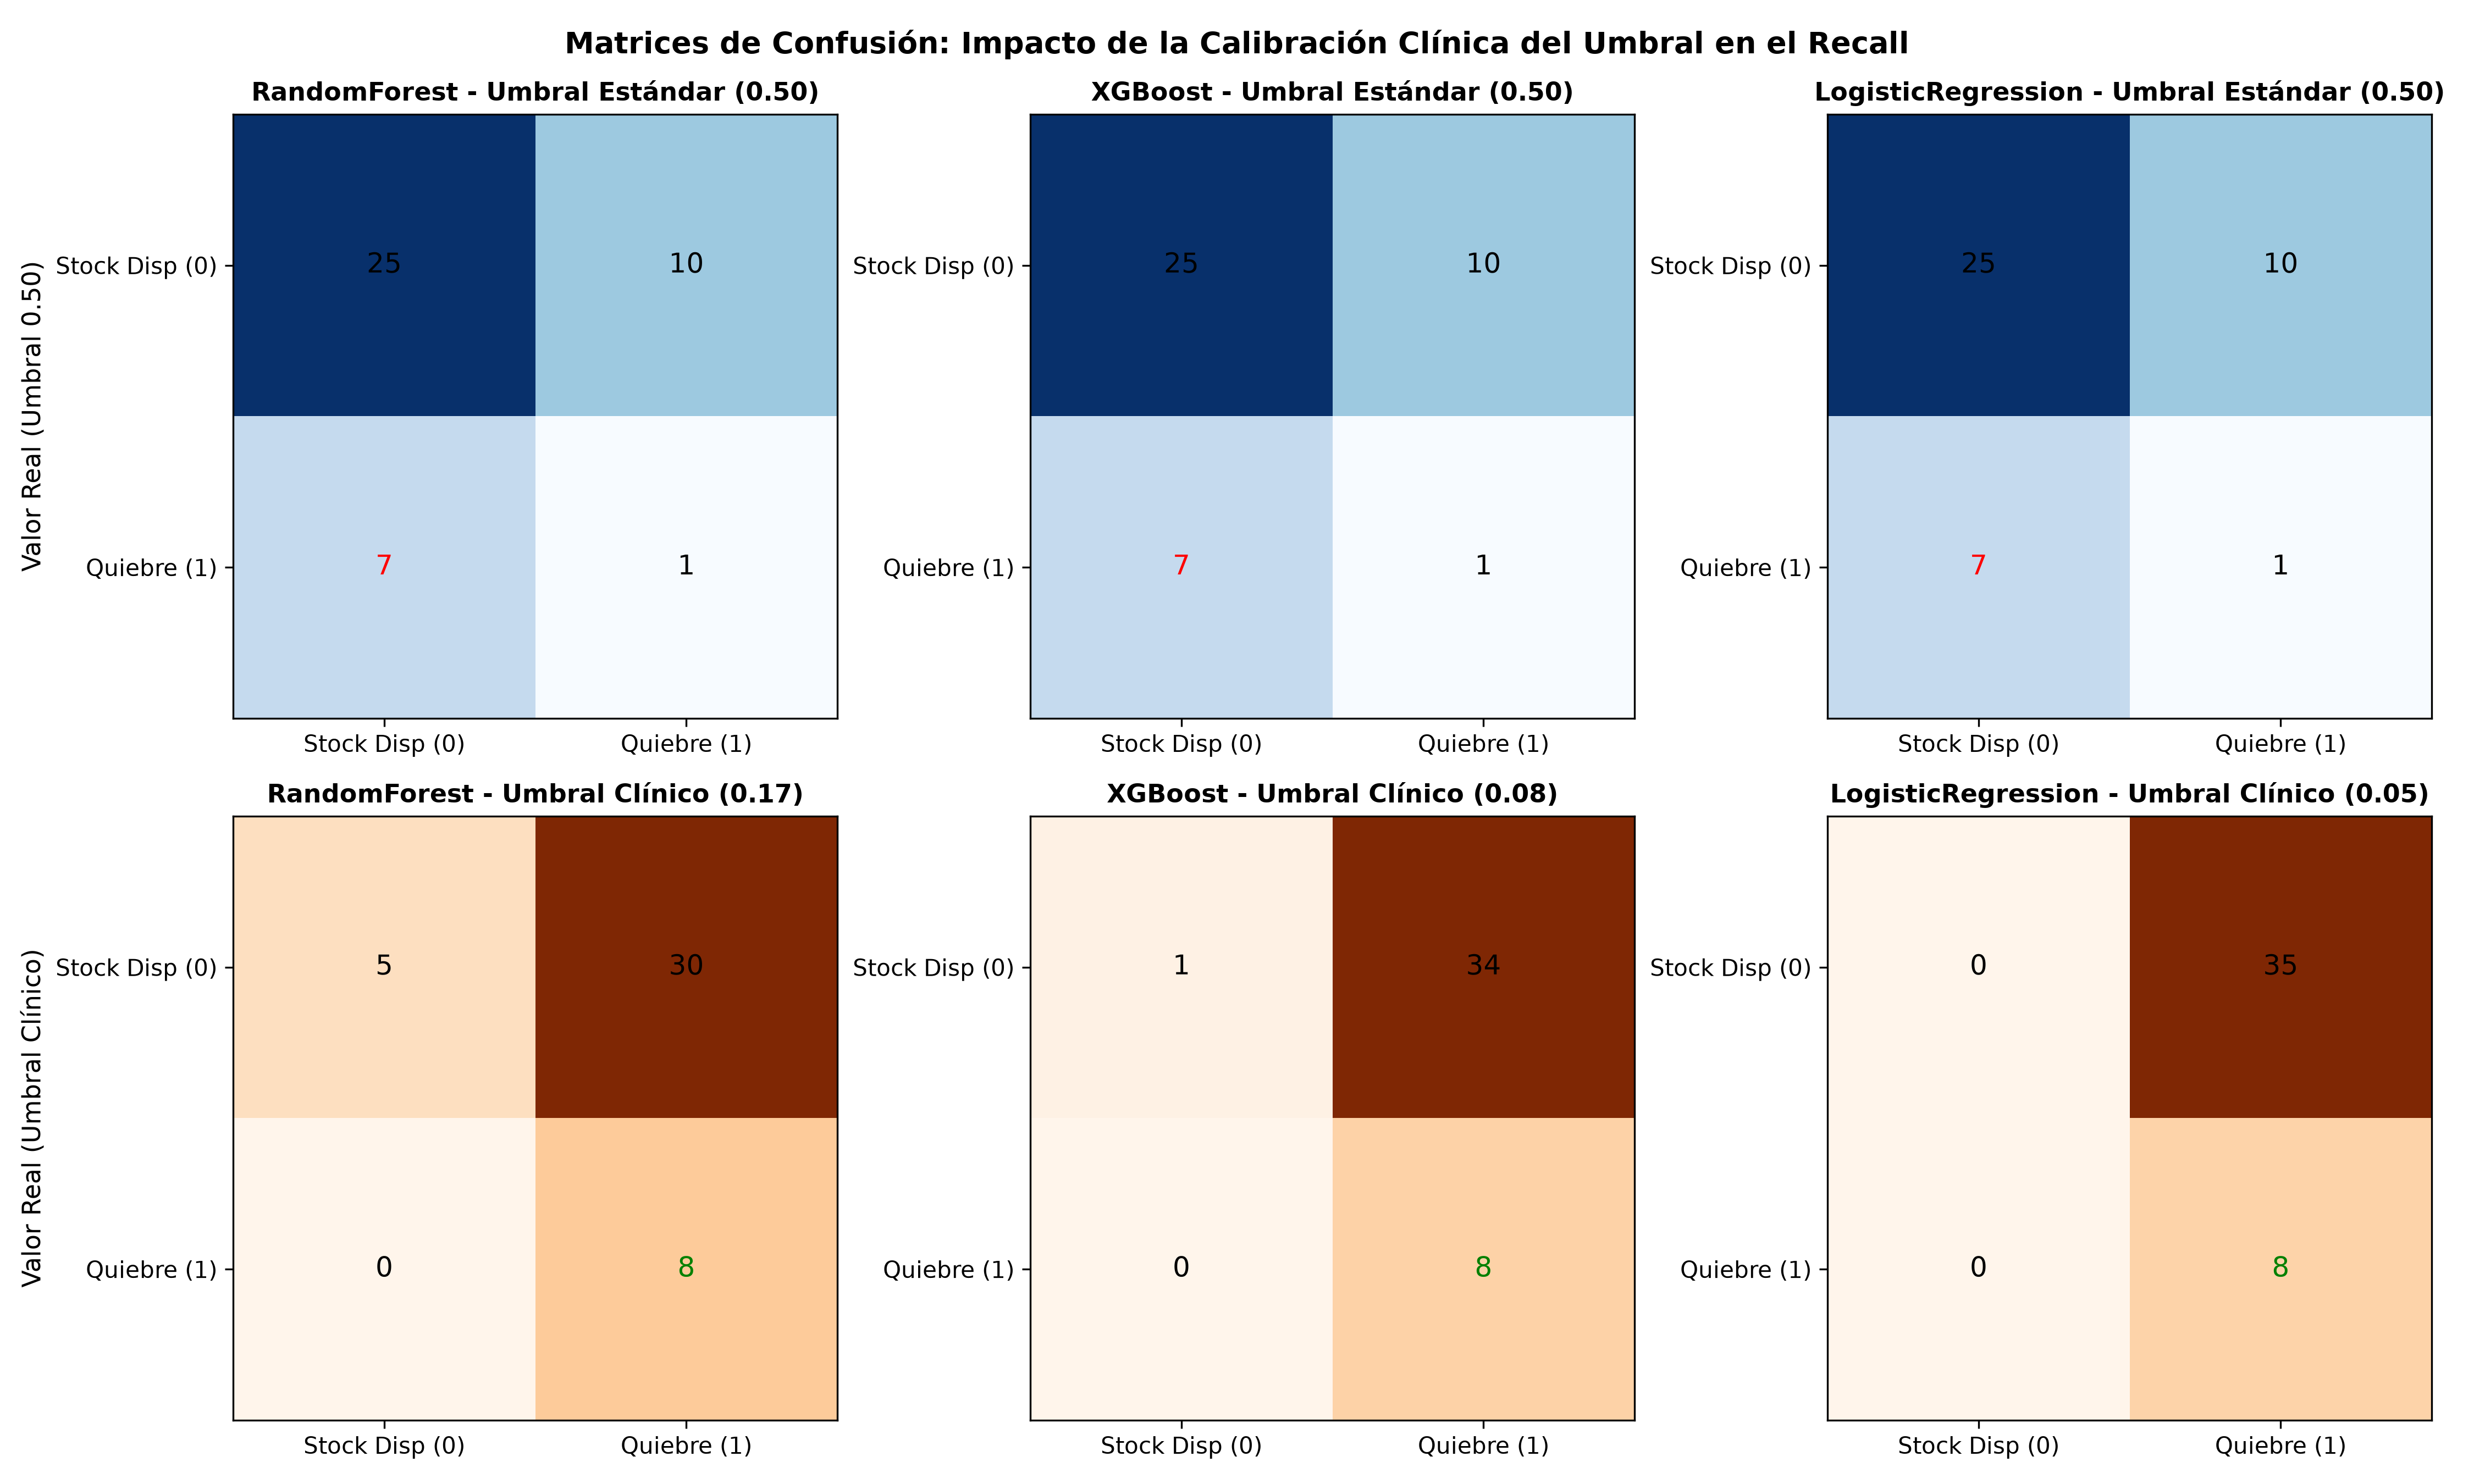 Matrices de Confusión: Impacto de la Calibración Clínica del Umbral en el Recall
RandomForest - Umbral Estándar (0.50)
Valor Real (Umbral 0.50)
Stock Disp (0)
Quiebre (1)
25
10
7
1
Stock Disp (0)
Quiebre (1)
XGBoost - Umbral Estándar (0.50)
Stock Disp (0)
Quiebre (1)
25
10
7
1
Stock Disp (0)
Quiebre (1)
LogisticRegression - Umbral Estándar (0.50)
Stock Disp (0)
Quiebre (1)
25
10
7
1
Stock Disp (0)
Quiebre (1)
RandomForest - Umbral Clínico (0.17)
Valor Real (Umbral Clínico)
Stock Disp (0)
Quiebre (1)
5
30
0
8
Stock Disp (0)
Quiebre (1)
XGBoost - Umbral Clínico (0.08)
Stock Disp (0)
Quiebre (1)
1
34
0
8
Stock Disp (0)
Quiebre (1)
LogisticRegression - Umbral Clínico (0.05)
Stock Disp (0)
Quiebre (1)
0
35
0
8
Stock Disp (0)
Quiebre (1)